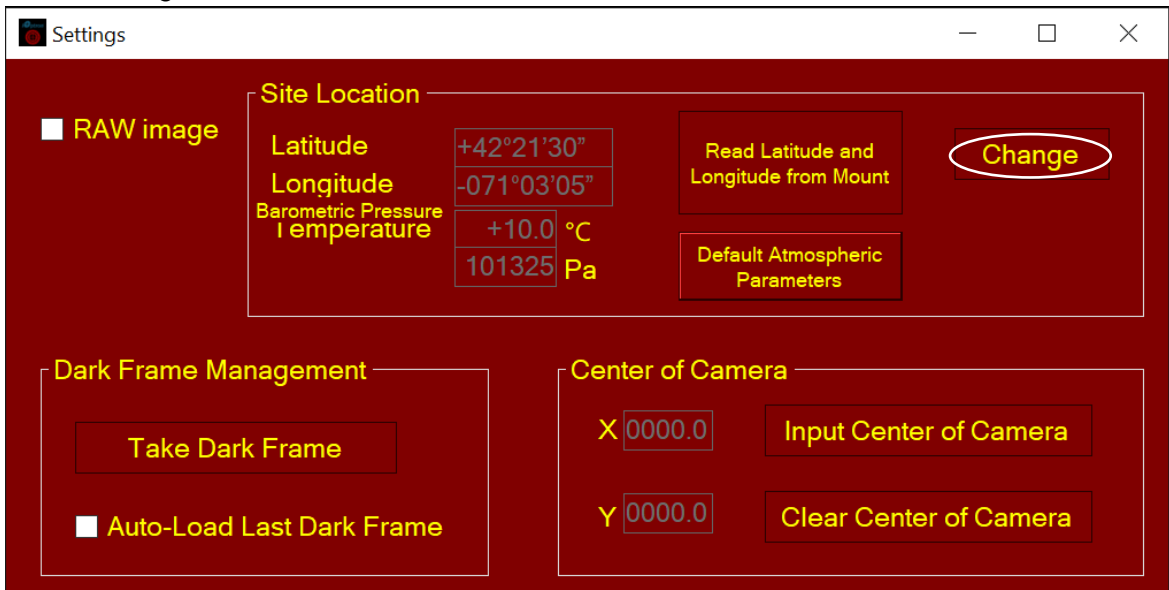 Settings
RAW image
Site Location
Latitude +42°21'30"
Longitude -071°03'05"
Barometric Pressure
Temperature +10.0 °C
101325 Pa
Read Latitude and
Longitude from Mount
Default Atmospheric
Parameters
Change
Dark Frame Management
Take Dark Frame
Auto-Load Last Dark Frame
Center of Camera
X 0000.0 Input Center of Camera
Y 0000.0 Clear Center of Camera